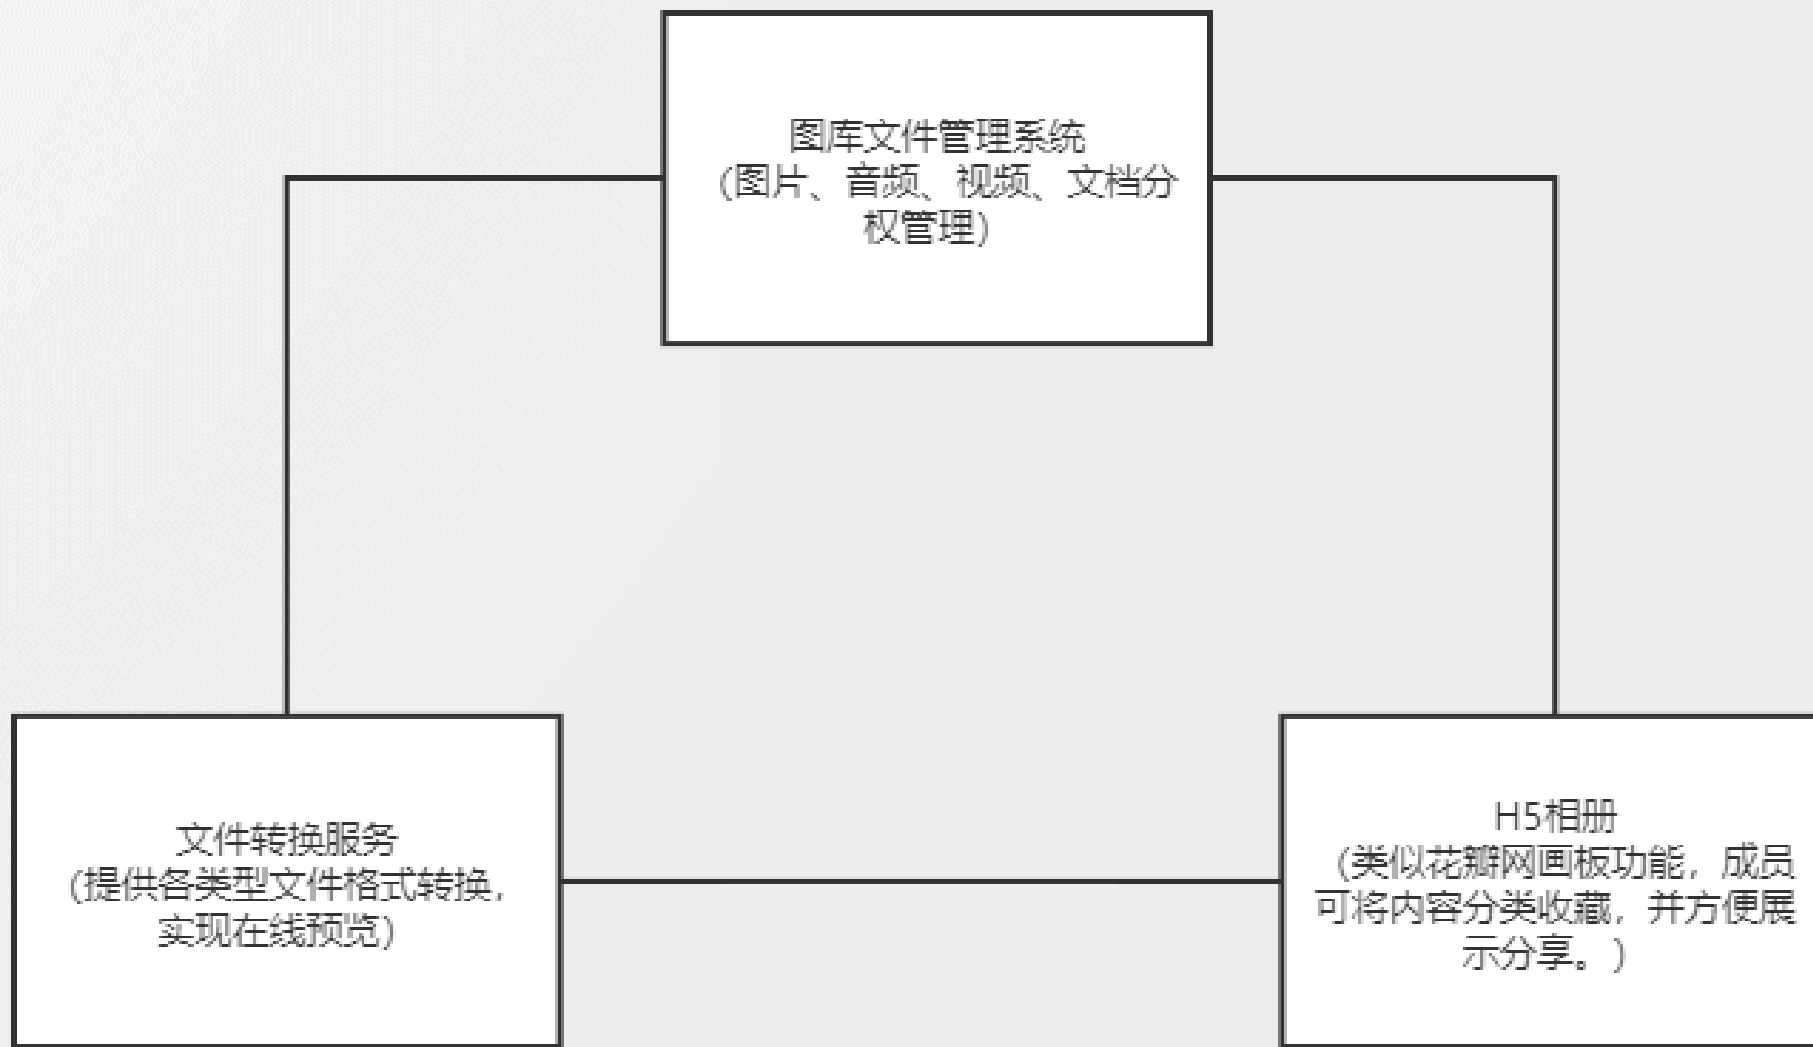 图库文件管理系统
（图片、音频、视频、文档分
权管理）
文件转换服务
（提供各类型文件格式转换，
实现在线预览）
H5相册
（类似花瓣网画板功能，成员
可将内容分类收藏，并方便展
示分享。）